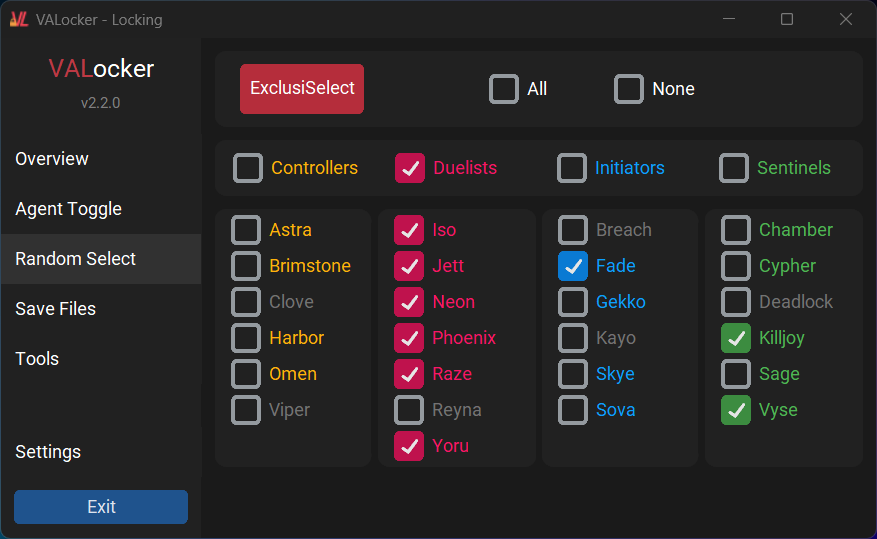 VALocker - Locking
VALocker
v2.2.0
Overview
Agent Toggle
Random Select
Save Files
Tools
Settings
Exit
ExclusiSelect
All
None
Controllers
Duelists
Initiators
Sentinels
Astra
Brimstone
Clove
Harbor
Omen
Viper
Iso
Jett
Neon
Phoenix
Raze
Reyna
Yoru
Breach
Fade
Gekko
Kayo
Skye
Sova
Chamber
Cypher
Deadlock
Killjoy
Sage
Vyse